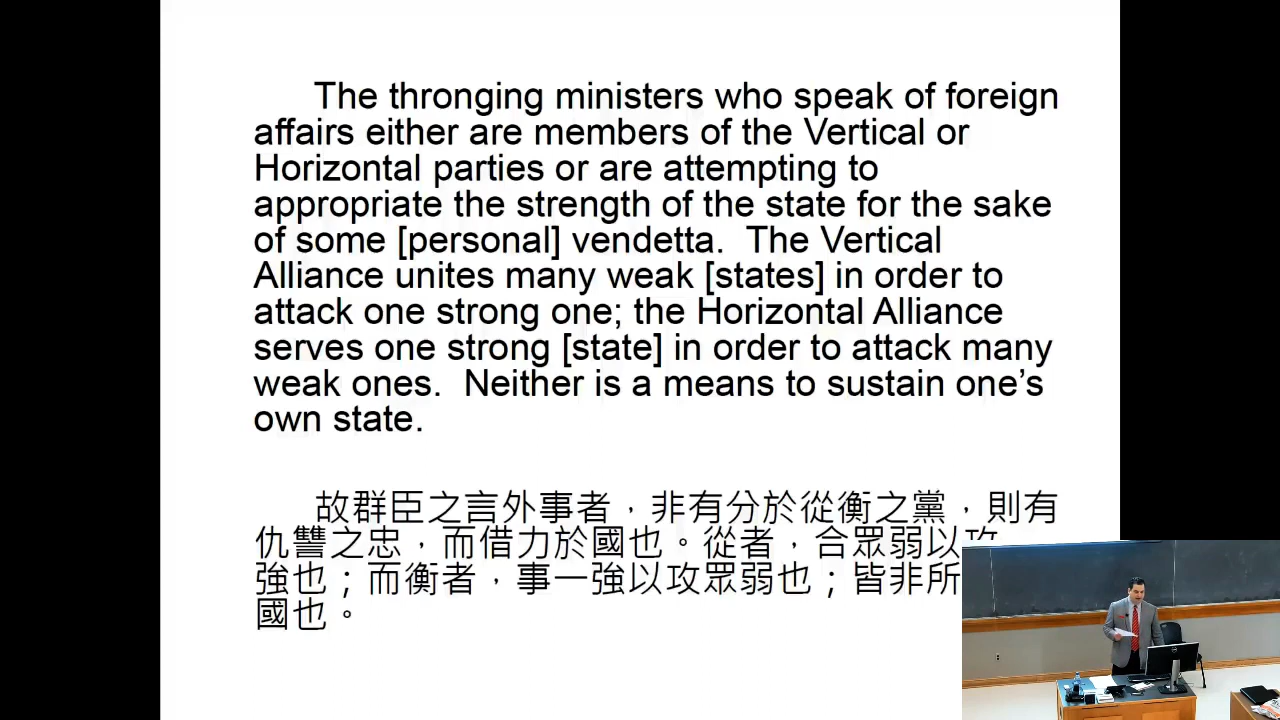 The thronging ministers who speak of foreign
affairs either are members of the Vertical or
Horizontal parties or are attempting to
appropriate the strength of the state for the sake
of some [personal] vendetta. The Vertical
Alliance unites many weak [states] in order to
attack one strong one; the Horizontal Alliance
serves one strong [state] in order to attack many
weak ones. Neither is a means to sustain one’s
own state.
故群臣之言外事者，非有分於從衡之黨，則有
仇讐之忠，而借力於國也。從者，合眾弱以攻
強也；而衡者，事一強以攻眾弱也；皆非所
國也。